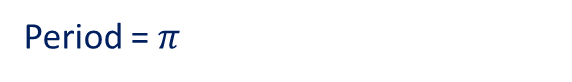 Period = 𝜋